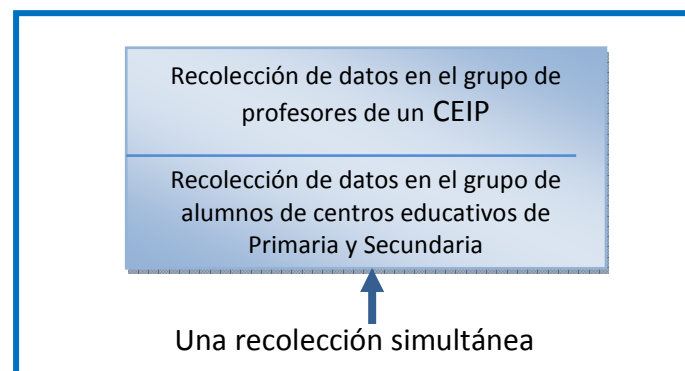 Recolección de datos en el grupo de
profesores de un CEIP
Recolección de datos en el grupo de
alumnos de centros educativos de
Primaria y Secundaria
Una recolección simultánea